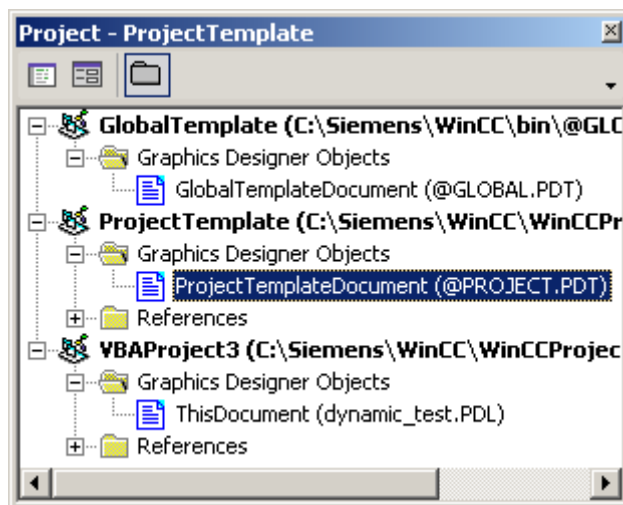 Project - ProjectTemplate
GlobalTemplate (C:\Siemens\WinCC\bin\@GLC
Graphics Designer Objects
GlobalTemplateDocument (@GLOBAL.PDT)
ProjectTemplate (C:\Siemens\WinCC\WinCCPr
Graphics Designer Objects
ProjectTemplateDocument (@PROJECT.PDT)
References
VBAProject3 (C:\Siemens\WinCC\WinCCProjec
Graphics Designer Objects
ThisDocument (dynamic_test.PDL)
References